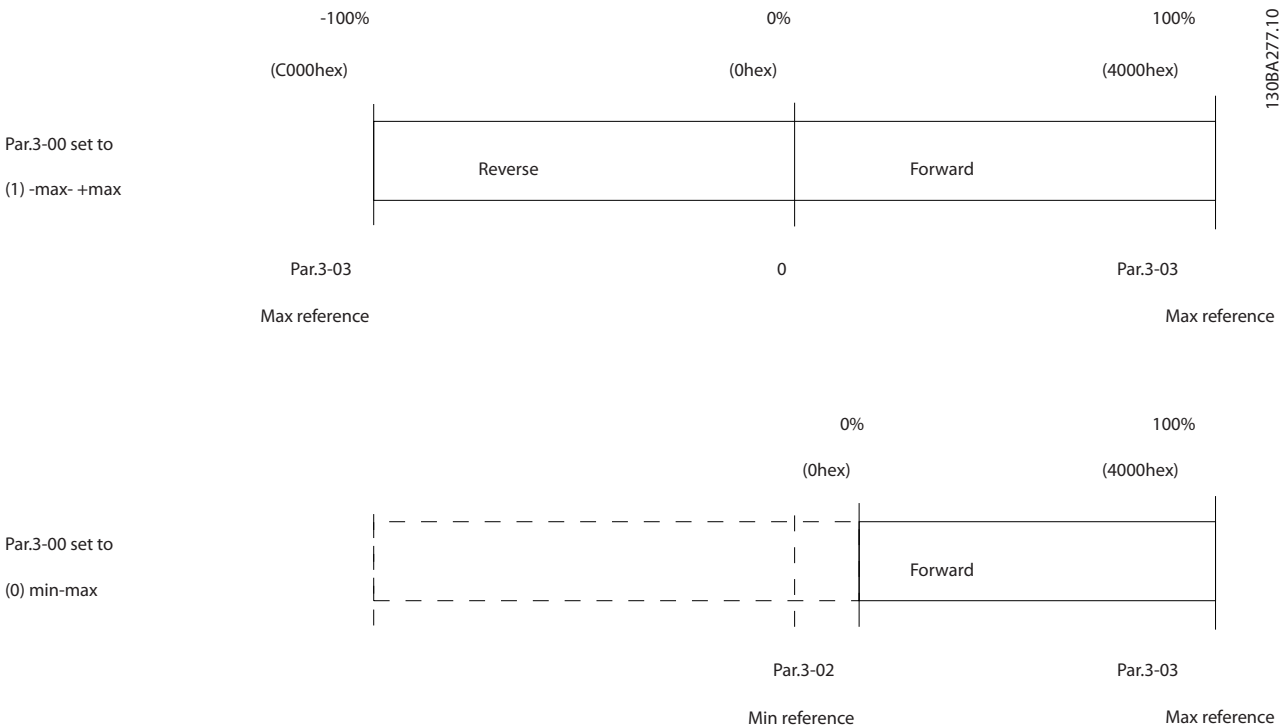 -100% 0% 100%
(C000hex) (0hex) (4000hex)
130BA277.10
Par.3-00 set to
(1) -max- +max
Reverse Forward
Par.3-03 0 Par.3-03
Max reference Max reference
0% 100%
(0hex) (4000hex)
Par.3-00 set to
(0) min-max
Forward
Par.3-02 Par.3-03
Min reference Max reference